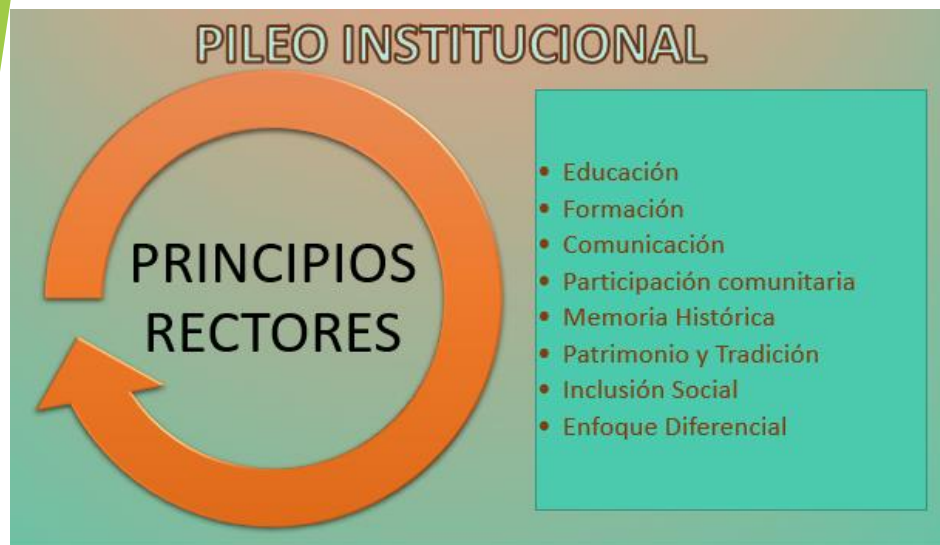 PILEO INSTITUCIONAL
PRINCIPIOS
RECTORES
• Educación
• Formación
• Comunicación
• Participación comunitaria
• Memoria Histórica
• Patrimonio y Tradición
• Inclusión Social
• Enfoque Diferencial